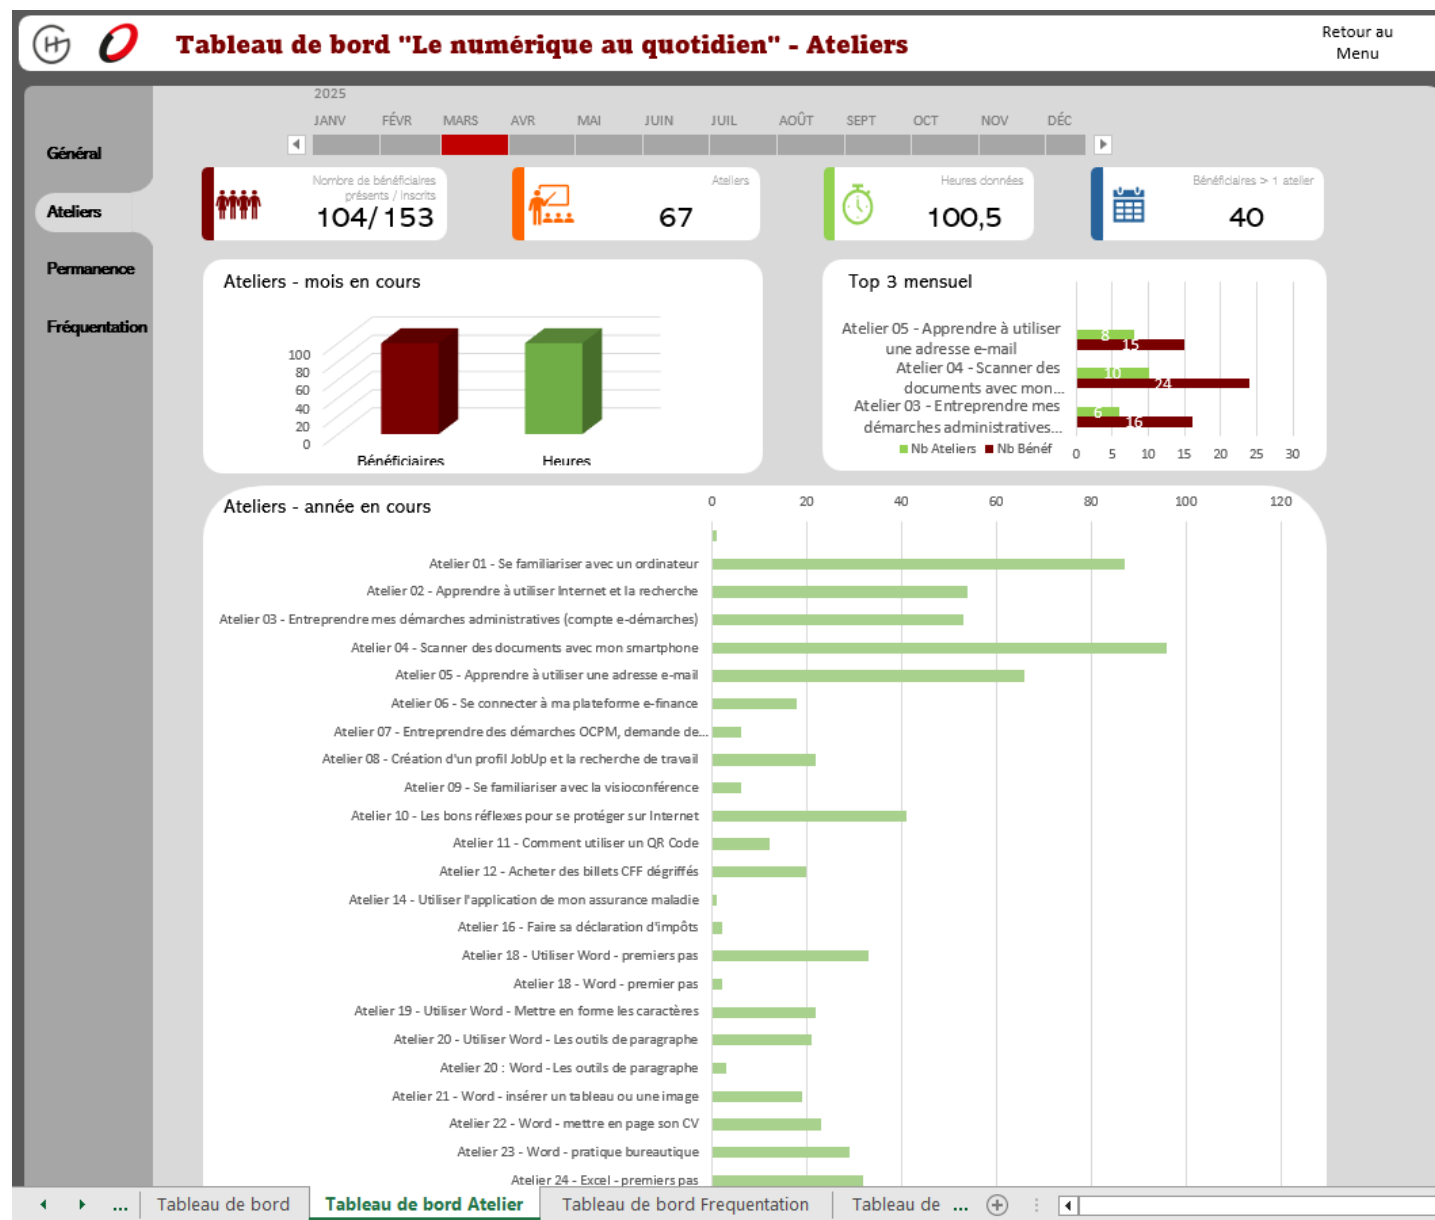 Tableau de bord "Le numérique au quotidien" - Ateliers
Retour au
Menu
2025
JANV FÉVR MARS AVR MAI JUIN JUIL AOÛT SEPT OCT NOV DÉC
Général
Ateliers
Permanence
Fréquentation
Nombre de bénéficiaires
présents / Inscrits
104/ 153
Ateliers
67
Heures données
100,5
Bénéficiaires > 1 atelier
40
Ateliers - mois en cours
100
80
60
40
20
0
Bénéficiaires Heures
Top 3 mensuel
Atelier 05 - Apprendre à utiliser
une adresse e-mail
8
15
Atelier 04 - Scanner des
documents avec mon...
10
24
Atelier 03 - Entreprendre mes
démarches administratives...
6
16
Nb Ateliers Nb Bénéf
0 5 10 15 20 25 30
Ateliers - année en cours
0 20 40 60 80 100 120
Atelier 01 - Se familiariser avec un ordinateur
Atelier 02 - Apprendre à utiliser Internet et la recherche
Atelier 03 - Entreprendre mes démarches administratives (compte e-démarches)
Atelier 04 - Scanner des documents avec mon smartphone
Atelier 05 - Apprendre à utiliser une adresse e-mail
Atelier 06 - Se connecter à ma plateforme e-finance
Atelier 07 - Entreprendre des démarches OCPM, demande de...
Atelier 08 - Création d'un profil JobUp et la recherche de travail
Atelier 09 - Se familiariser avec la visioconférence
Atelier 10 - Les bons réflexes pour se protéger sur Internet
Atelier 11 - Comment utiliser un QR Code
Atelier 12 - Acheter des billets CFF dégriffés
Atelier 14 - Utiliser l'application de mon assurance maladie
Atelier 16 - Faire sa déclaration d'impôts
Atelier 18 - Utiliser Word - premiers pas
Atelier 18 - Word - premier pas
Atelier 19 - Utiliser Word - Mettre en forme les caractères
Atelier 20 - Utiliser Word - Les outils de paragraphe
Atelier 20 : Word - Les outils de paragraphe
Atelier 21 - Word - insérer un tableau ou une image
Atelier 22 - Word - mettre en page son CV
Atelier 23 - Word - pratique bureautique
Atelier 24 - Excel - premiers pas
... Tableau de bord Tableau de bord Atelier Tableau de bord Frequentation Tableau de ...